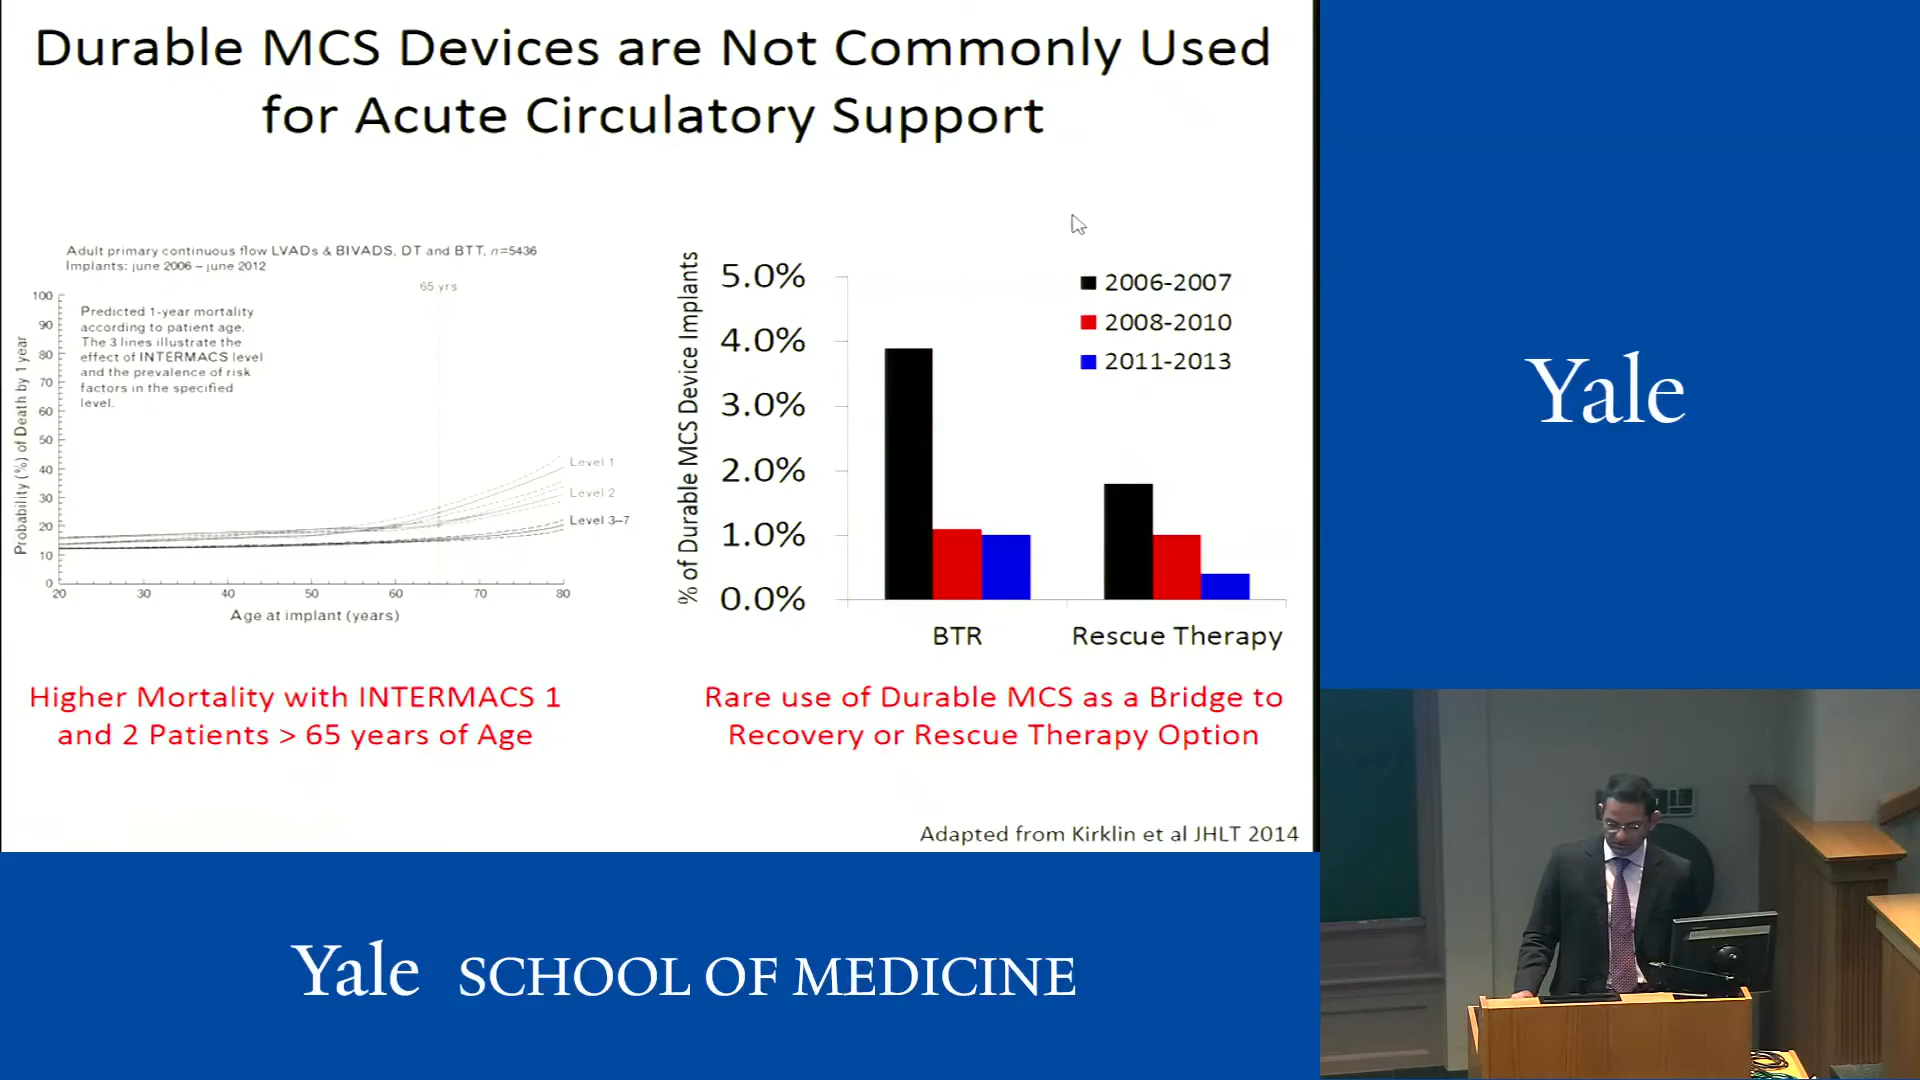 Durable MCS Devices are Not Commonly Used
for Acute Circulatory Support
Adult primary continuous flow LVADs & BIVADS, DT and BTT, n=5436
Implants: june 2006 – june 2012
65 yrs
Predicted 1-year mortality
according to patient age.
The 3 lines illustrate the
effect of INTERMACS level
and the prevalence of risk
factors in the specified
level.
Probability (%) of Death by 1 year
100
90
80
70
60
50
40
30
20
10
0
Level 1
Level 2
Level 3–7
20 30 40 50 60 70 80
Age at implant (years)
Higher Mortality with INTERMACS 1
and 2 Patients > 65 years of Age
% of Durable MCS Device Implants
5.0%
4.0%
3.0%
2.0%
1.0%
0.0%
2006-2007
2008-2010
2011-2013
BTR Rescue Therapy
Rare use of Durable MCS as a Bridge to
Recovery or Rescue Therapy Option
Adapted from Kirklin et al JHLT 2014
Yale
Yale SCHOOL OF MEDICINE